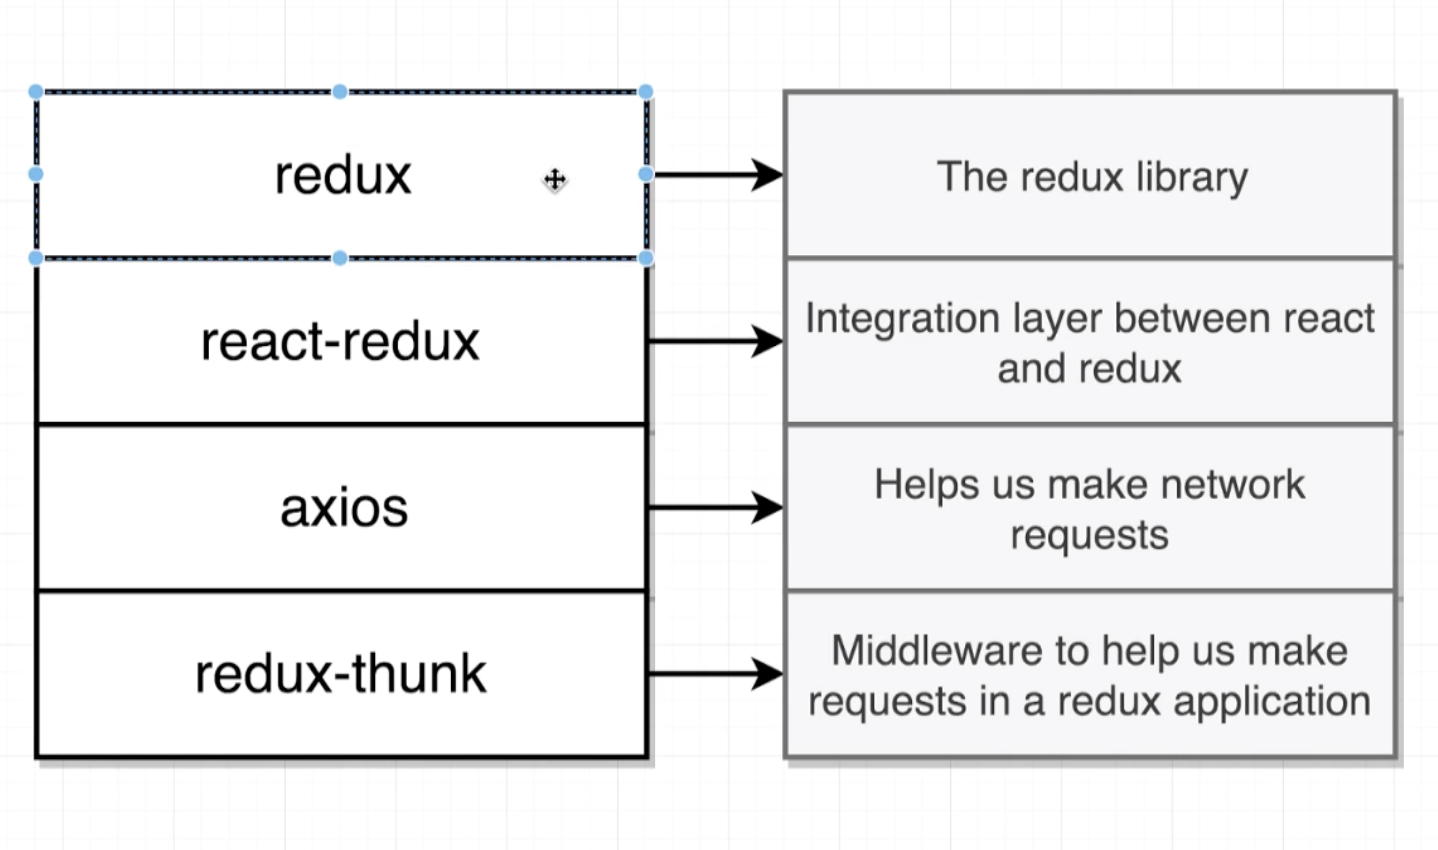 redux
The redux library
react-redux
Integration layer between react
and redux
axios
Helps us make network
requests
redux-thunk
Middleware to help us make
requests in a redux application